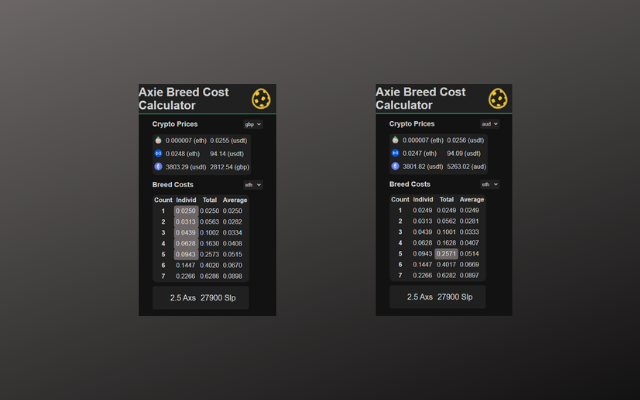 Axie Breed Cost
Calculator
Crypto Prices gbp
0.000007 (eth) 0.0255 (usdt)
0.0248 (eth) 94.14 (usdt)
3803.29 (usdt) 2812.54 (gbp)
Breed Costs eth
Count Individ Total Average
1 0.0250 0.0250 0.0250
2 0.0313 0.0563 0.0282
3 0.0439 0.1002 0.0334
4 0.0628 0.1630 0.0408
5 0.0943 0.2573 0.0515
6 0.1447 0.4020 0.0670
7 0.2266 0.6286 0.0898
2.5 Axs 27900 Slp
Axie Breed Cost
Calculator
Crypto Prices aud
0.000007 (eth) 0.0256 (usdt)
0.0247 (eth) 94.09 (usdt)
3801.82 (usdt) 5263.02 (aud)
Breed Costs eth
Count Individ Total Average
1 0.0249 0.0249 0.0249
2 0.0313 0.0562 0.0281
3 0.0439 0.1001 0.0333
4 0.0628 0.1628 0.0407
5 0.0943 0.2571 0.0514
6 0.1447 0.4017 0.0669
7 0.2266 0.6282 0.0897
2.5 Axs 27900 Slp